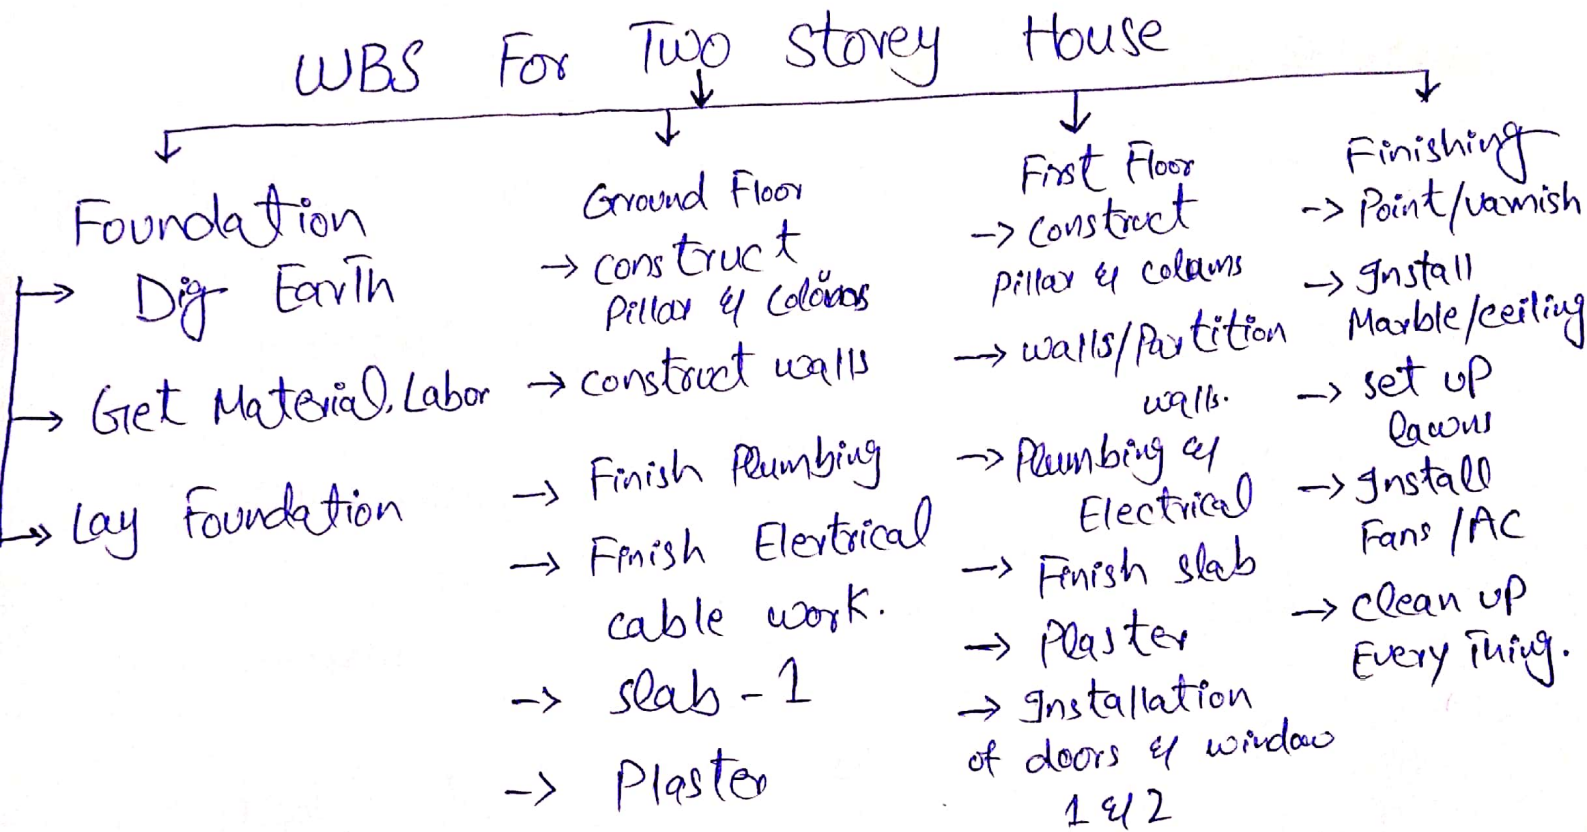 WBS For Two Storey House
Foundation
Dig Earth
Get Material, Labor
Lay Foundation
Ground Floor
→ construct
Pillar &
→ construct walls
→ Finish Plumbing
→ Finish Elertrical
cable work.
→ slab - 1
→ Plaster
First Floor
→ construct
Pillar & colams
→ walls/Partition
walls.
→ Plumbing &
Electrical
→ Finish slab
→ Plaster
→ Installation
of doors & window
1 & 2
Finishing
→ Point/varnish
→ Install
Marble/ceiling
→ set up
lawns
→ Install
Fans/AC
→ clean up
Every Thing.